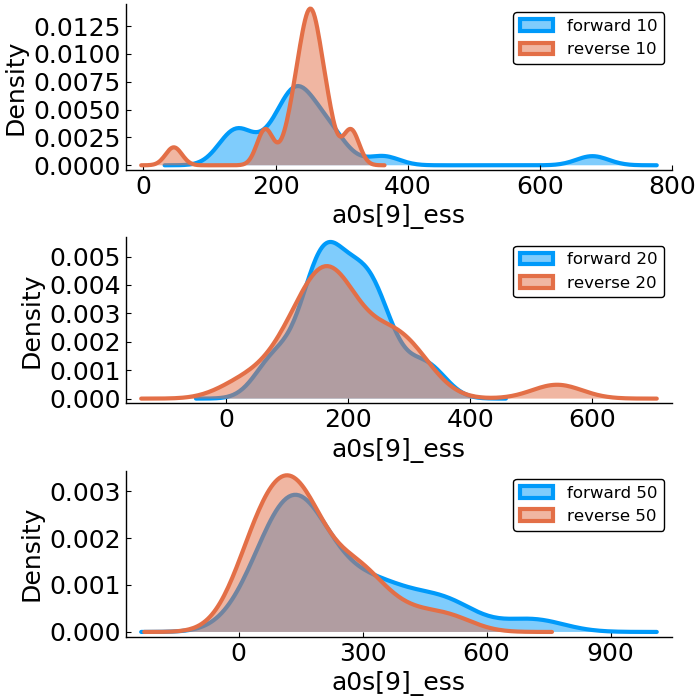 forward 10
reverse 10
Density
0.0125
0.0100
0.0075
0.0050
0.0025
0.0000
0 200 400 600 800
a0s[9]_ess
forward 20
reverse 20
Density
0.005
0.004
0.003
0.002
0.001
0.000
0 200 400 600
a0s[9]_ess
forward 50
reverse 50
Density
0.003
0.002
0.001
0.000
0 300 600 900
a0s[9]_ess